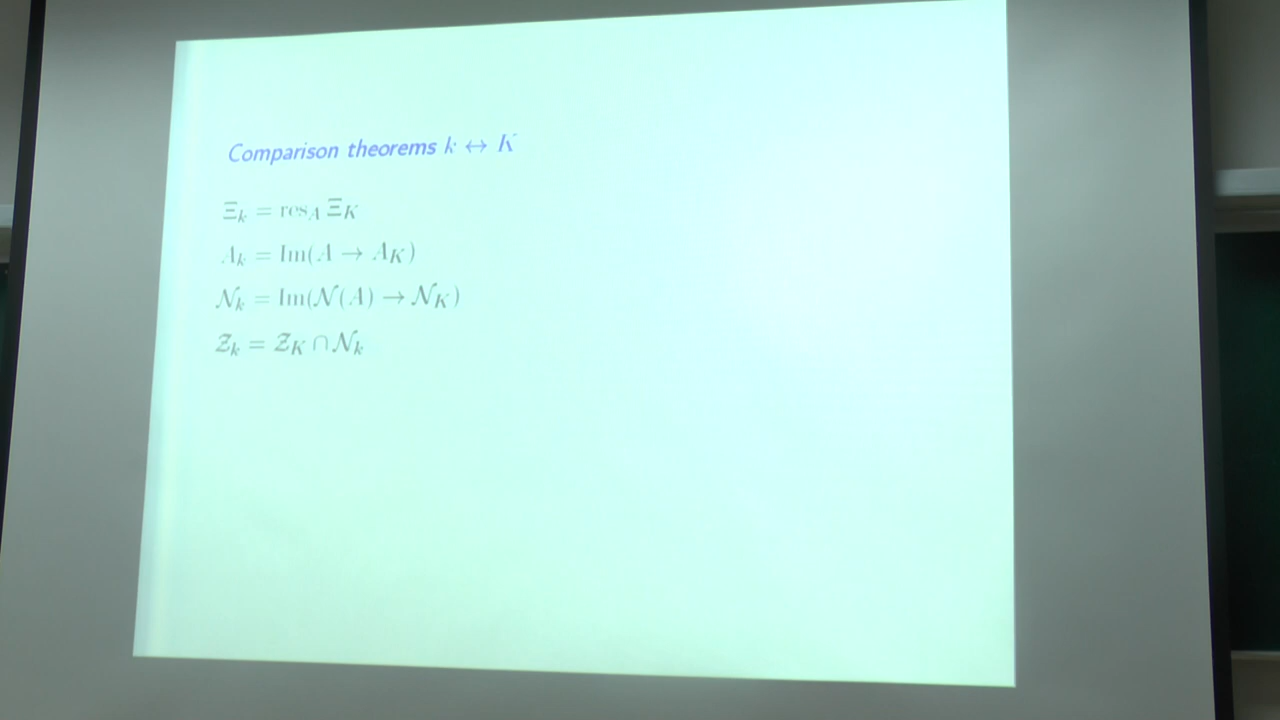 Comparison theorems k ↔ K
Ξ_k = res_A Ξ_K
A_k = Im(A → A_K)
𝒩_k = Im(𝒩(A) → 𝒩_K)
𝒵_k = 𝒵_K ∩ 𝒩_k